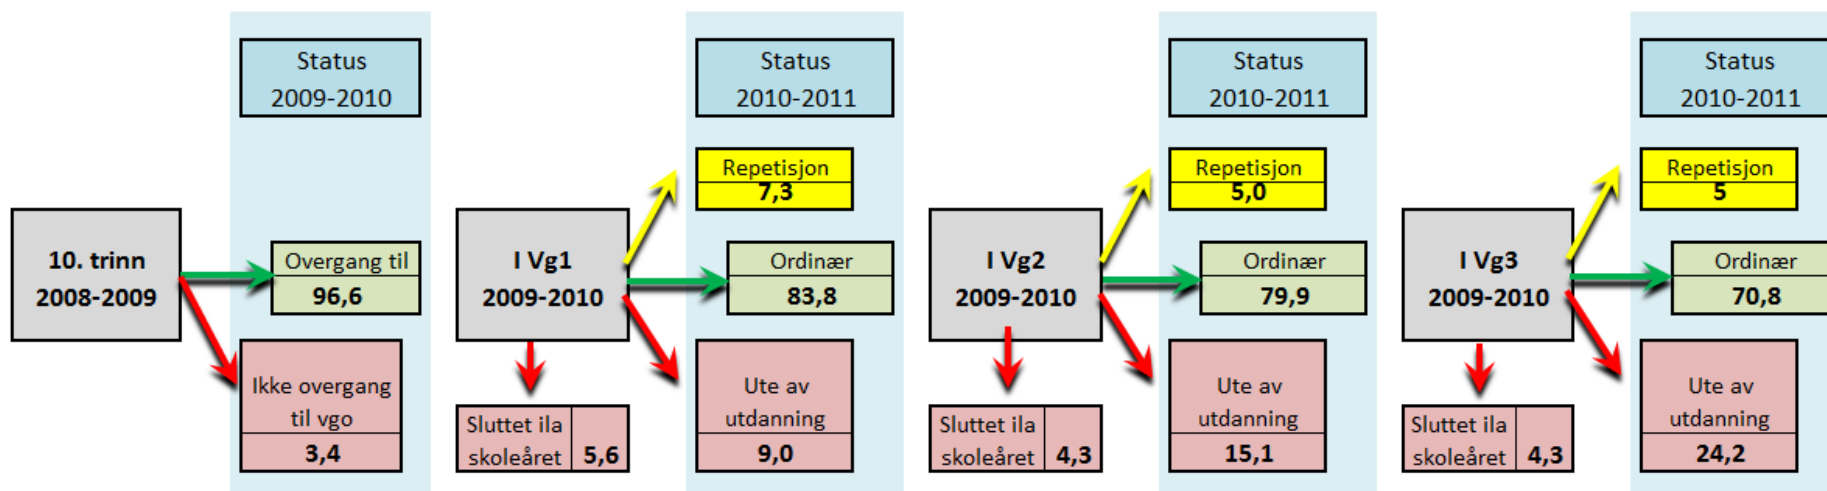 Status
2009-2010
10. trinn
2008-2009
Overgang til
96,6
Ikke overgang
til vgo
3,4
Status
2010-2011
Repetisjon
7,3
I Vg1
2009-2010
Ordinær
83,8
Sluttet ila
skoleåret 5,6
Ute av
utdanning
9,0
Status
2010-2011
Repetisjon
5,0
I Vg2
2009-2010
Ordinær
79,9
Sluttet ila
skoleåret 4,3
Ute av
utdanning
15,1
Status
2010-2011
Repetisjon
5
I Vg3
2009-2010
Ordinær
70,8
Sluttet ila
skoleåret 4,3
Ute av
utdanning
24,2